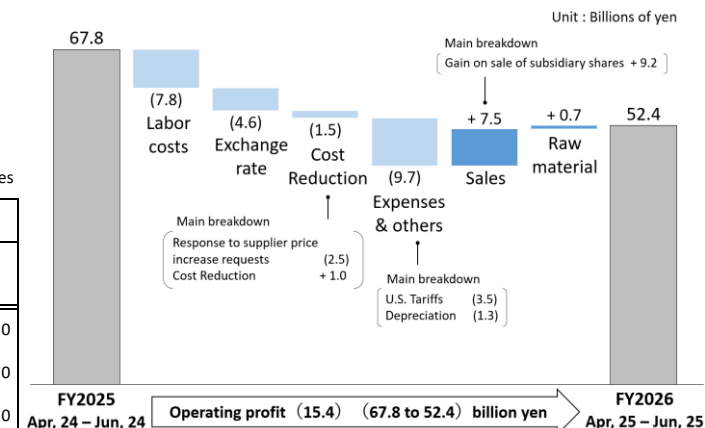 Unit : Billions of yen
67.8
Main breakdown
Gain on sale of subsidiary shares + 9.2
(7.8)
Labor
costs
(4.6)
Exchange
rate
(1.5)
Cost
Reduction
(9.7)
Expenses
& others
+ 7.5
Sales
+ 0.7
Raw
material
52.4
es
0
0
0
Main breakdown
Response to supplier price
increase requests (2.5)
Cost Reduction + 1.0
Main breakdown
U.S. Tariffs (3.5)
Depreciation (1.3)
FY2025
Apr, 24 – Jun, 24
Operating profit (15.4) (67.8 to 52.4) billion yen
FY2026
Apr, 25 – Jun, 25